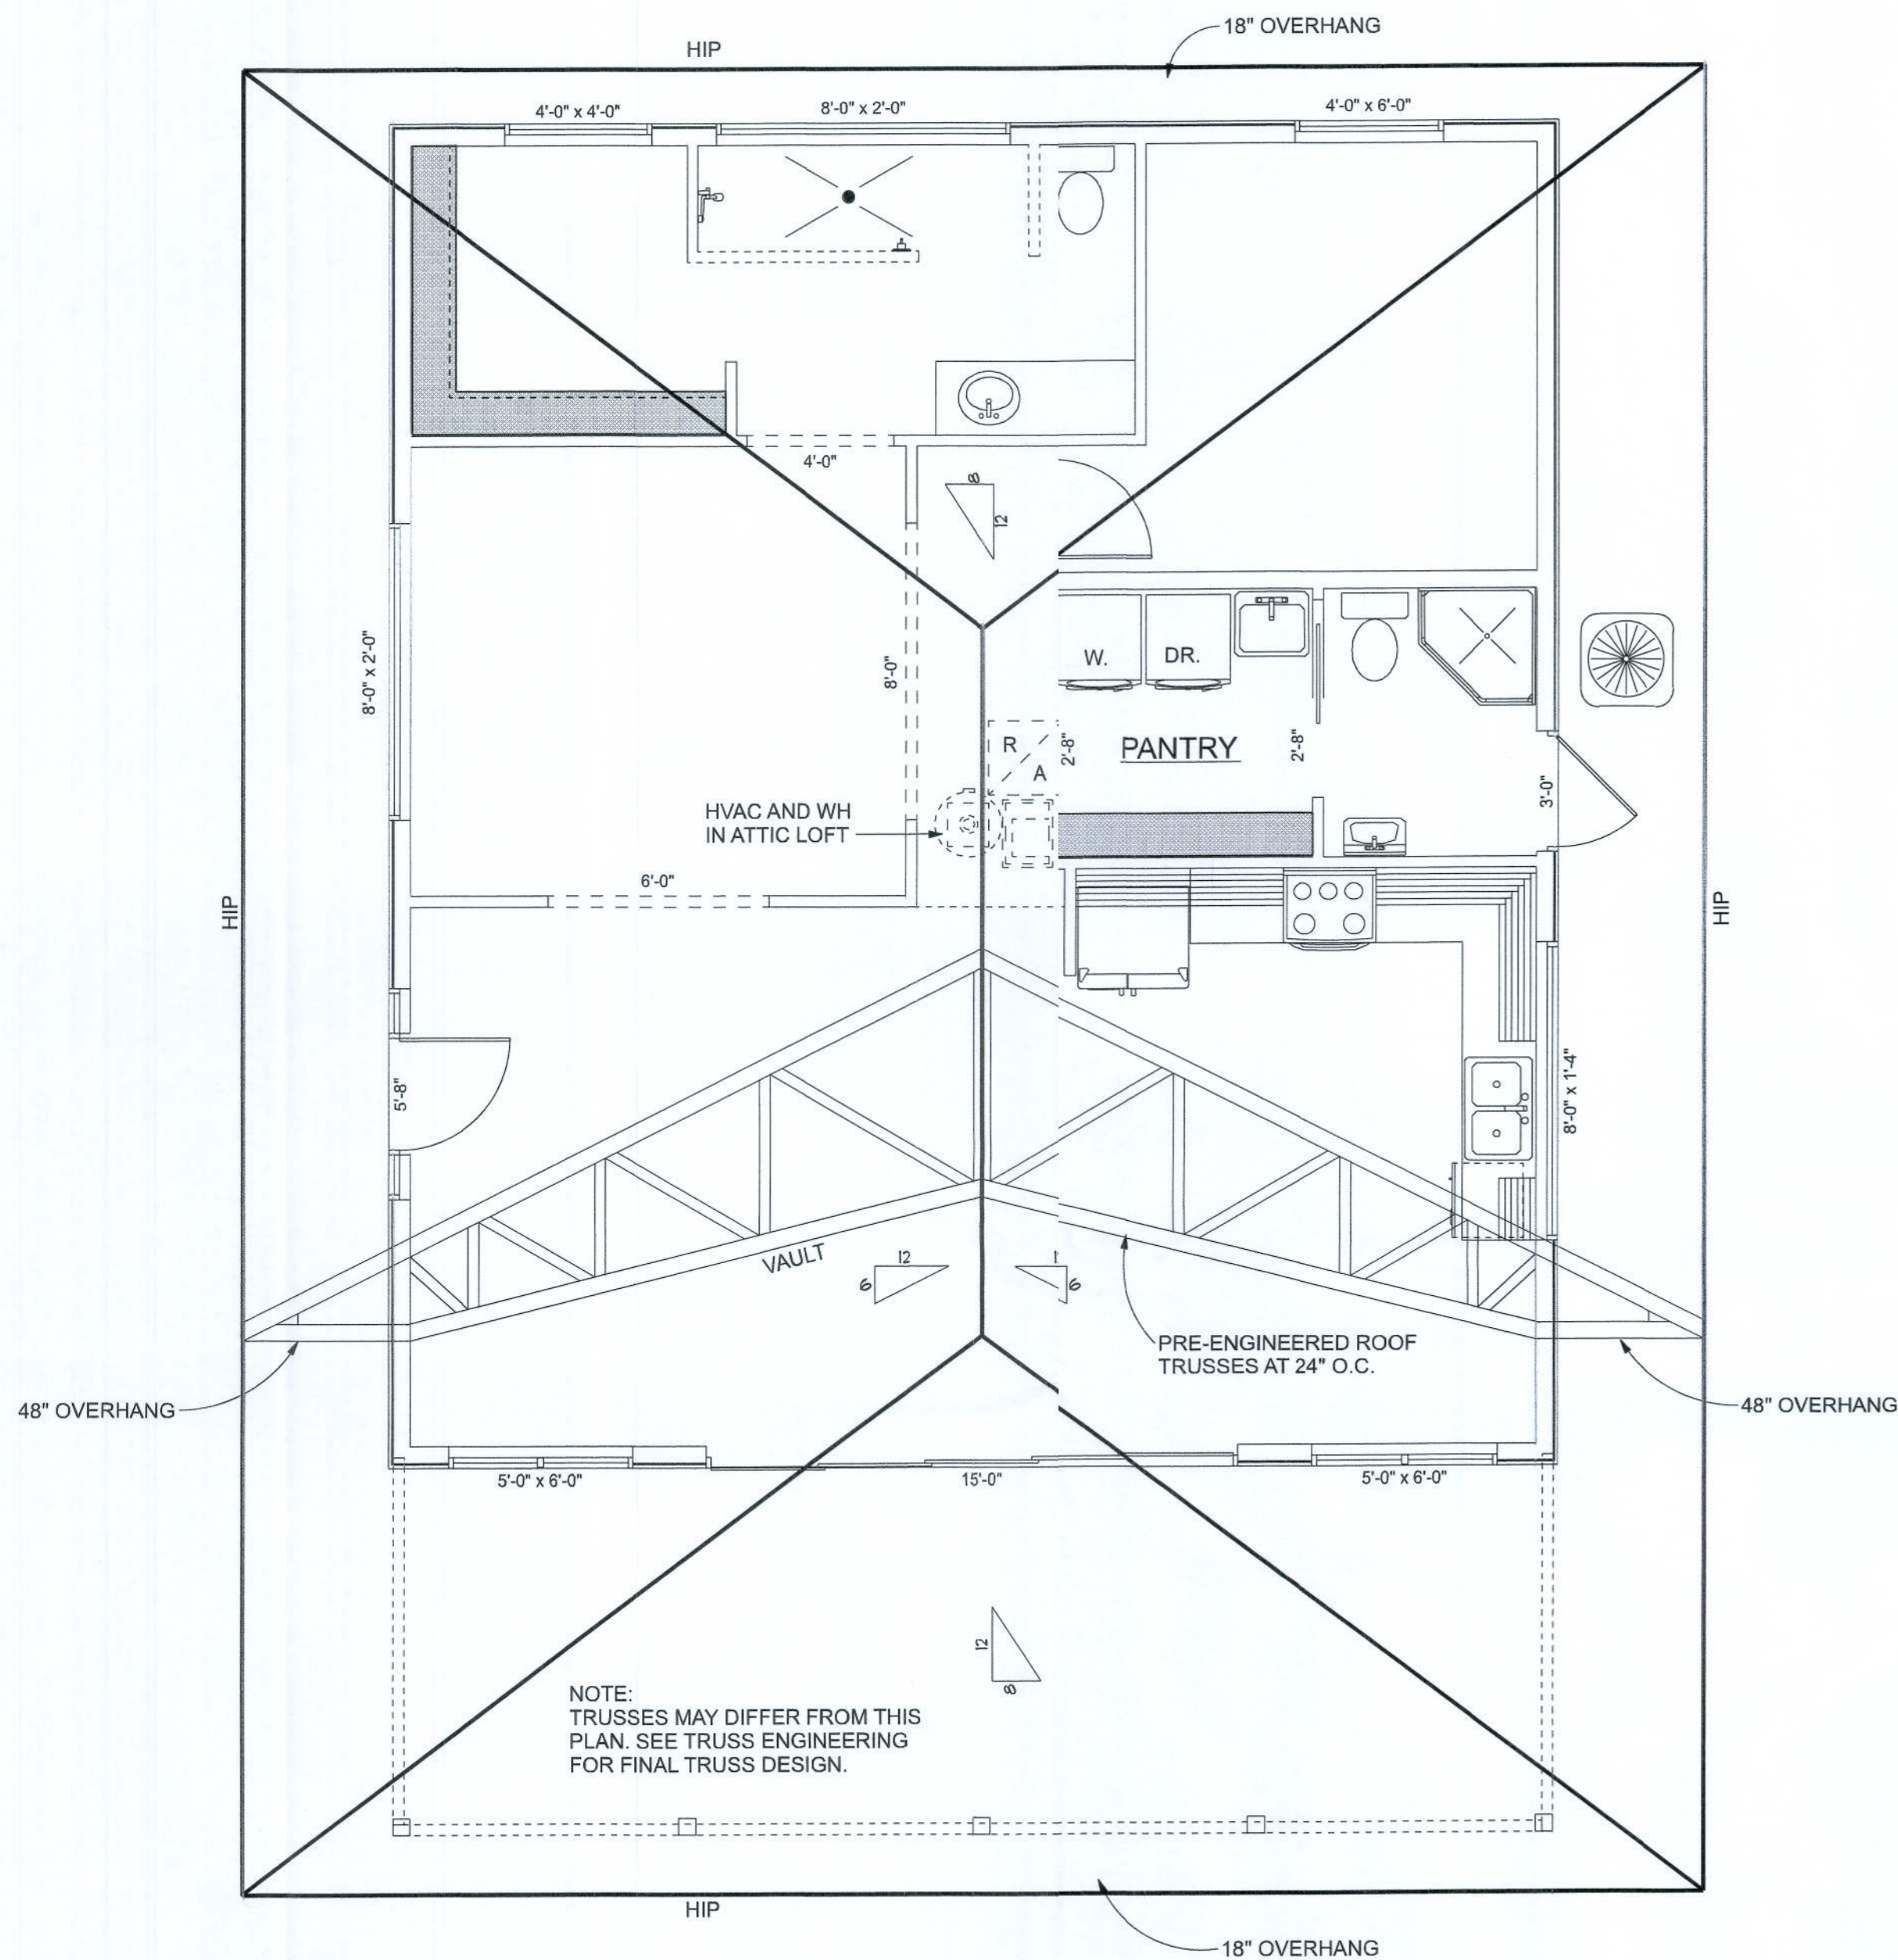 18" OVERHANG
HIP
4'-0" x 4'-0"
8'-0" x 2'-0"
4'-0" x 6'-0"
4'-0"
8
12
8'-0" x 2'-0"
8'-0"
W.
DR.
R
A
2'-8"
PANTRY
2'-8"
3'-0"
HVAC AND WH
IN ATTIC LOFT
6'-0"
HIP
HIP
5'-8"
8'-0" x 1'-4"
VAULT
12
6
1
6
PRE-ENGINEERED ROOF
TRUSSES AT 24" O.C.
48" OVERHANG
48" OVERHANG
5'-0" x 6'-0"
15'-0"
5'-0" x 6'-0"
12
8
NOTE:
TRUSSES MAY DIFFER FROM THIS
PLAN. SEE TRUSS ENGINEERING
FOR FINAL TRUSS DESIGN.
HIP
18" OVERHANG